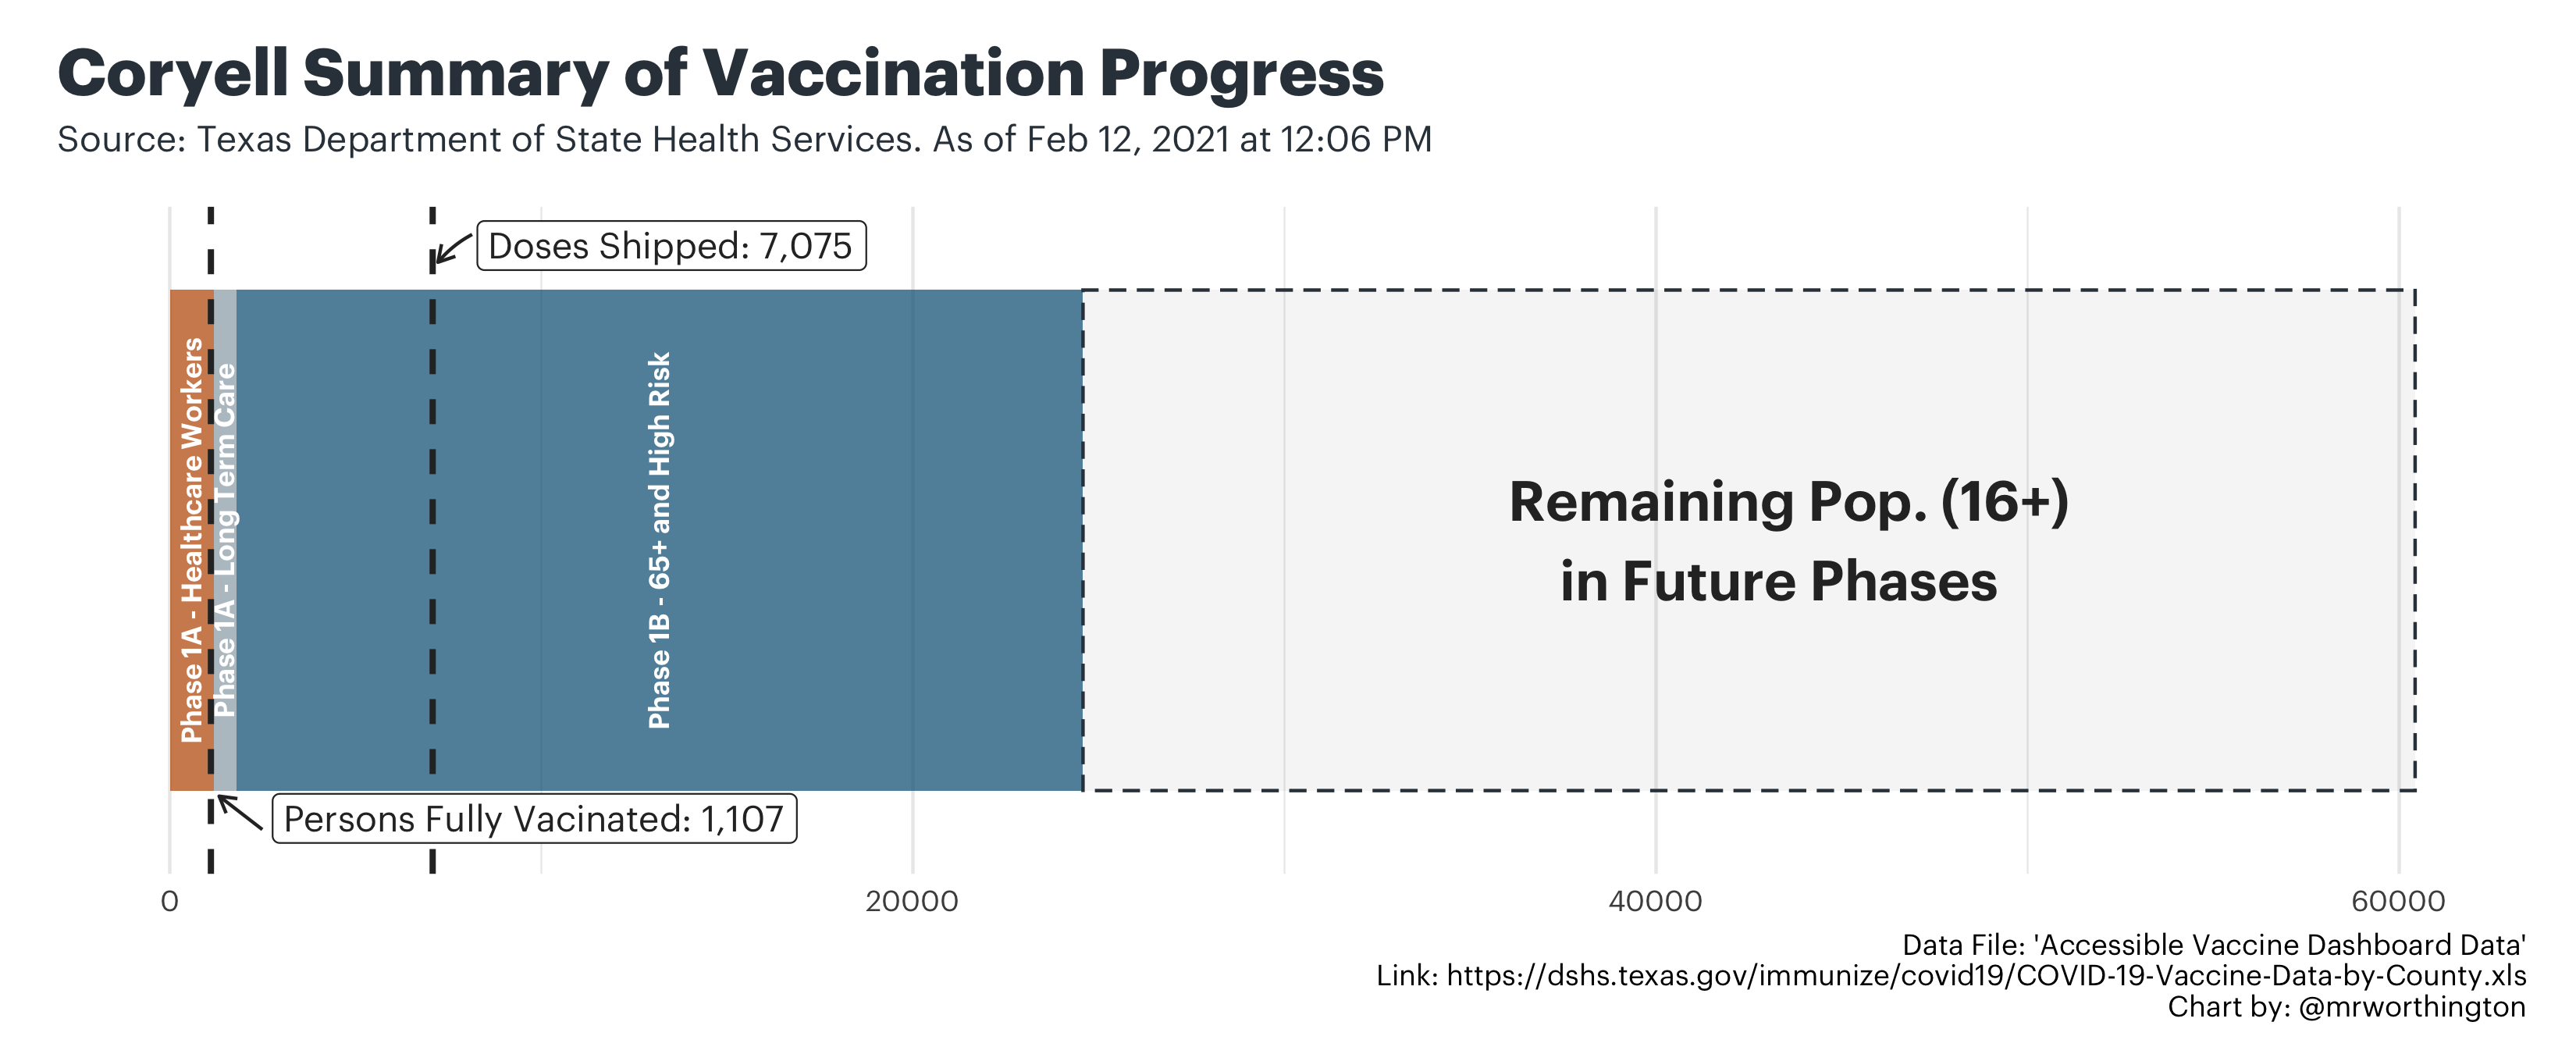 Coryell Summary of Vaccination Progress
Source: Texas Department of State Health Services. As of Feb 12, 2021 at 12:06 PM
Doses Shipped: 7,075
Phase 1A - Healthcare Workers
Phase 1A - Long Term Care
Phase 1B - 65+ and High Risk
Remaining Pop. (16+)
in Future Phases
Persons Fully Vacinated: 1,107
0 20000 40000 60000
Data File: 'Accessible Vaccine Dashboard Data'
Link: https://dshs.texas.gov/immunize/covid19/COVID-19-Vaccine-Data-by-County.xls
Chart by: @mrworthington